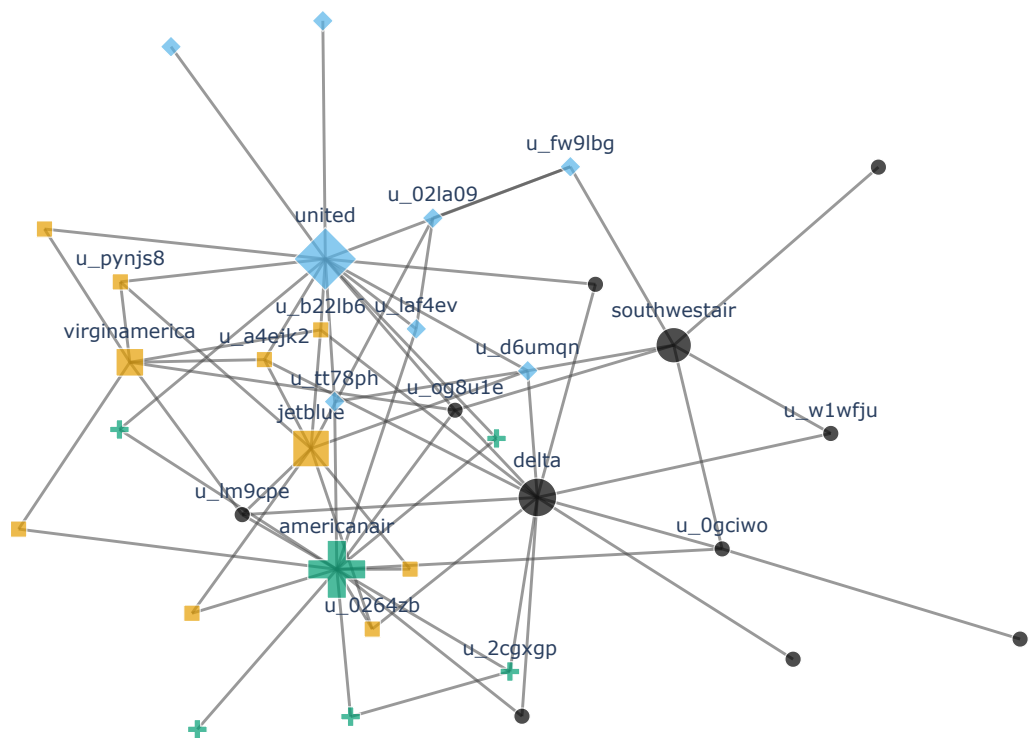 u_fw9lbg
u_02la09
united
u_pynjs8
u_b22lb6
u_laf4ev
southwestair
virginamerica
u_a4ejk2
u_d6umqn
u_tt78ph
u_og8u1e
jetblue
u_w1wfju
delta
u_lm9cpe
americanair
u_0gciwo
u_0264zb
u_2cgxgp